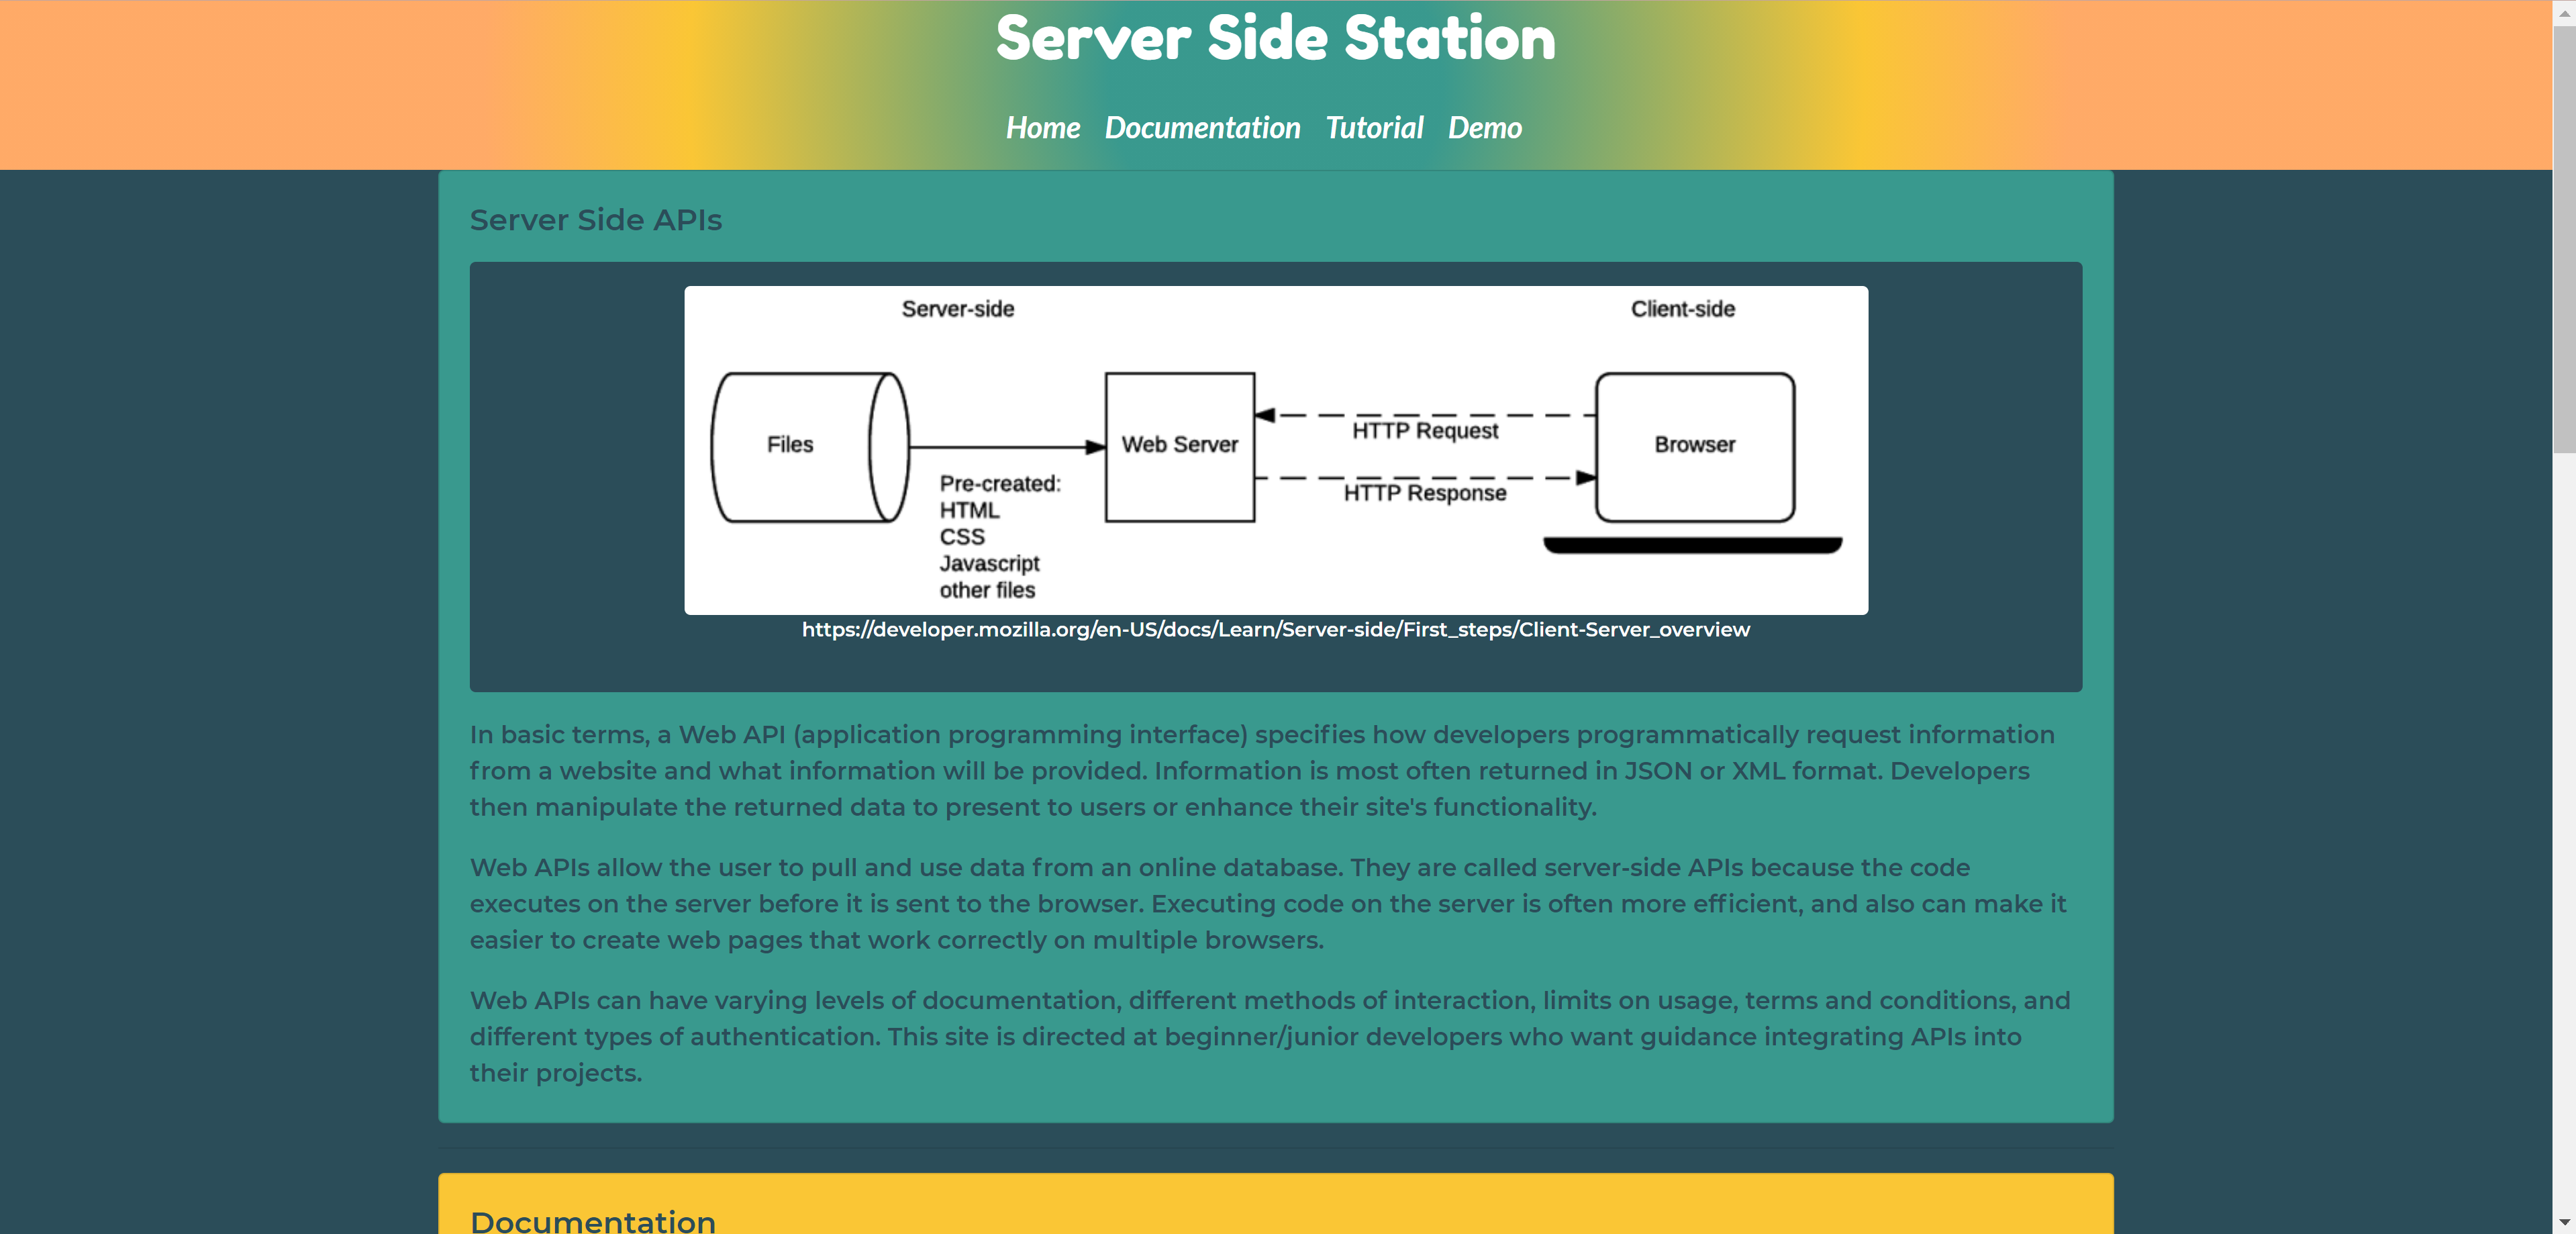 Server Side Station
Home Documentation Tutorial Demo
Server Side APIs
Server-side Client-side
Files
Web Server
HTTP Request
Browser
HTTP Response
Pre-created:
HTML
CSS
Javascript
other files
https://developer.mozilla.org/en-US/docs/Learn/Server-side/First_steps/Client-Server_overview
In basic terms, a Web API (application programming interface) specifies how developers programmatically request information
from a website and what information will be provided. Information is most often returned in JSON or XML format. Developers
then manipulate the returned data to present to users or enhance their site's functionality.
Web APIs allow the user to pull and use data from an online database. They are called server-side APIs because the code
executes on the server before it is sent to the browser. Executing code on the server is often more efficient, and also can make it
easier to create web pages that work correctly on multiple browsers.
Web APIs can have varying levels of documentation, different methods of interaction, limits on usage, terms and conditions, and
different types of authentication. This site is directed at beginner/junior developers who want guidance integrating APIs into
their projects.
Documentation